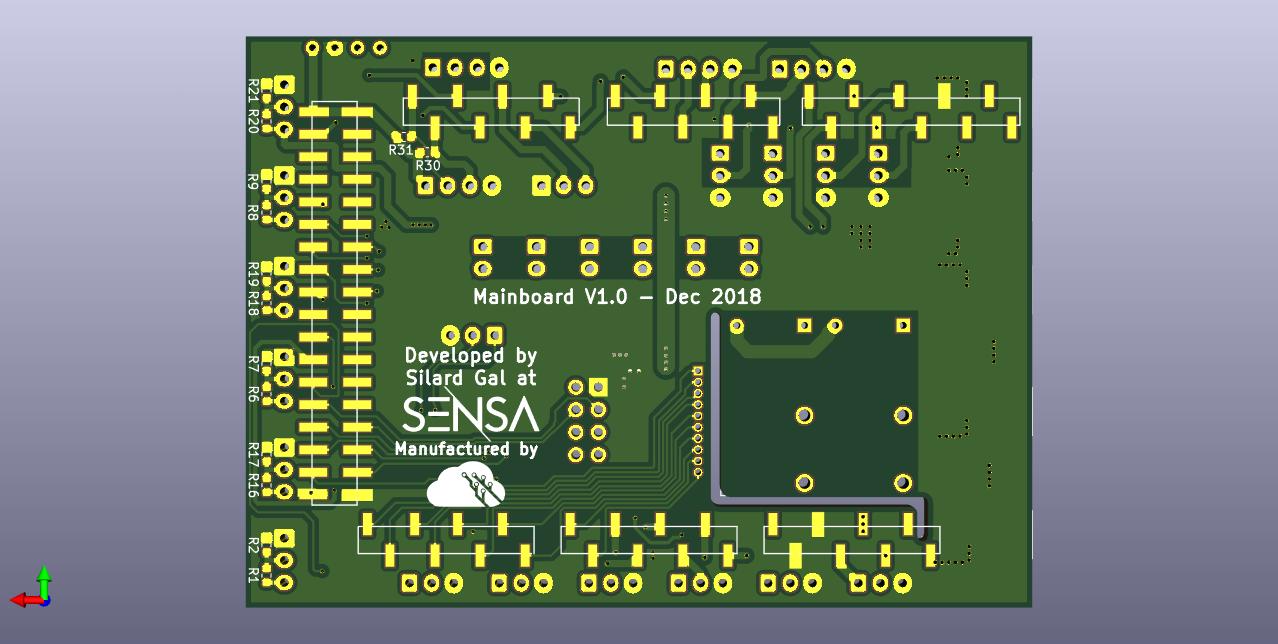 R21
R20
R31
R30
R9
R8
R19
R18
Mainboard V1.0 – Dec 2018
Developed by
Silard Gal at
SENSA
Manufactured by
R7
R6
R17
R16
R2
R1